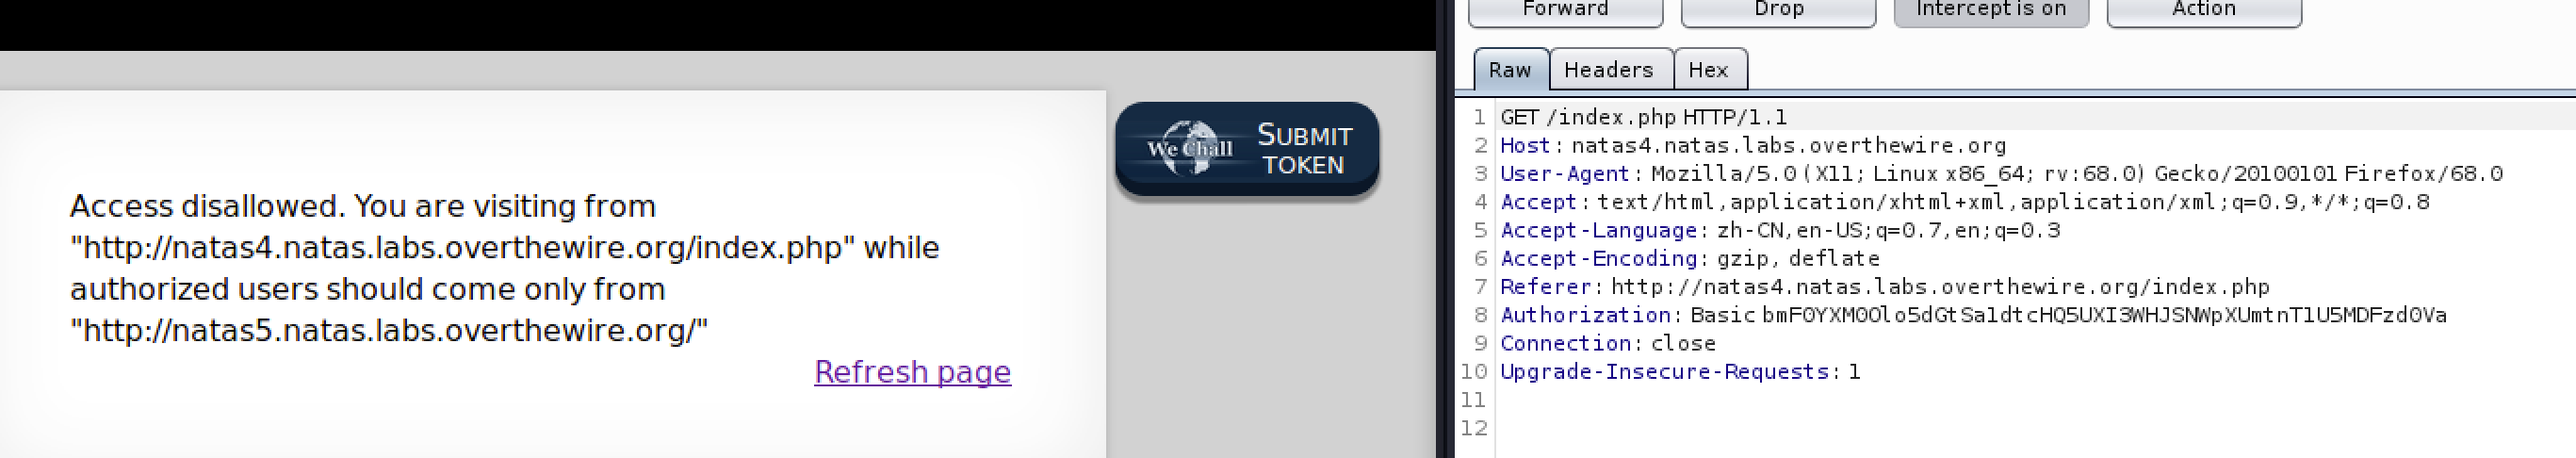 Access disallowed. You are visiting from
"http://natas4.natas.labs.overthewire.org/index.php" while
authorized users should come only from
"http://natas5.natas.labs.overthewire.org/"
Refresh page
We Chall
SUBMIT
TOKEN
Forward Drop Intercept is on Action
Raw Headers Hex
1 GET /index.php HTTP/1.1
2 Host: natas4.natas.labs.overthewire.org
3 User-Agent: Mozilla/5.0 (X11; Linux x86_64; rv:68.0) Gecko/20100101 Firefox/68.0
4 Accept: text/html,application/xhtml+xml,application/xml;q=0.9,*/*;q=0.8
5 Accept-Language: zh-CN,en-US;q=0.7,en;q=0.3
6 Accept-Encoding: gzip, deflate
7 Referer: http://natas4.natas.labs.overthewire.org/index.php
8 Authorization: Basic bmF0YXM0Olo5dGtSa1dtcHQ5UXI3WHJSNWpXUmtnT1U5MDFzd0Va
9 Connection: close
10 Upgrade-Insecure-Requests: 1
11
12